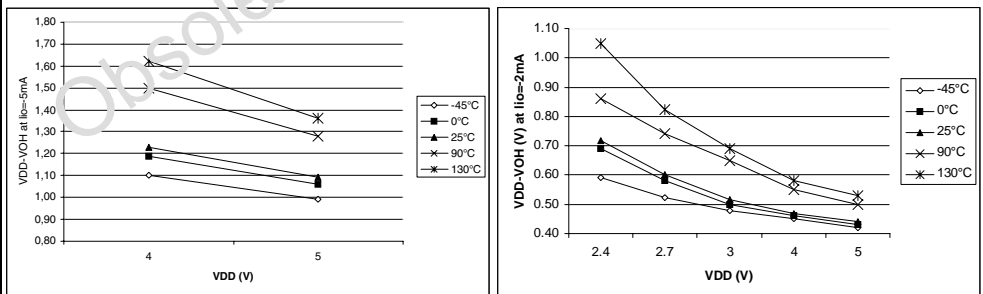 Obsolete
1,80
1,70
1,60
1,50
1,40
1,30
1,20
1,10
1,00
0,90
0,80
VDD-VOH at Iio=-5mA
4
5
VDD (V)
-45°C
0°C
25°C
90°C
130°C
1.10
1.00
0.90
0.80
0.70
0.60
0.50
0.40
VDD-VOH (V) at Iio=-2mA
2.4
2.7
3
4
5
VDD (V)
-45°C
0°C
25°C
90°C
130°C